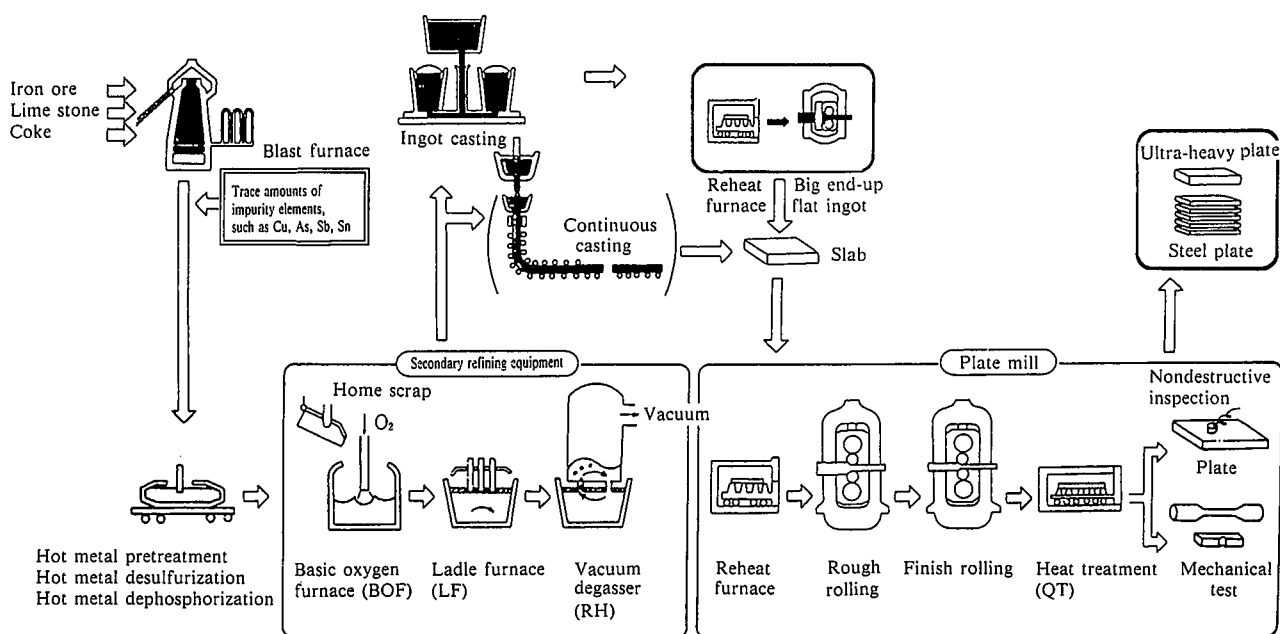 Iron ore
Lime stone
Coke
Blast furnace
Trace amounts of
impurity elements,
such as Cu, As, Sb, Sn
Ingot casting
Continuous
casting
Reheat
furnace
Big end-up
flat ingot
Slab
Ultra-heavy plate
Steel plate
Hot metal pretreatment
Hot metal desulfurization
Hot metal dephosphorization
Secondary refining equipment
Home scrap
O₂
Vacuum
Basic oxygen
furnace (BOF)
Ladle furnace
(LF)
Vacuum
degasser
(RH)
Plate mill
Nondestructive
inspection
Plate
Reheat
furnace
Rough
rolling
Finish rolling
Heat treatment
(QT)
Mechanical
test